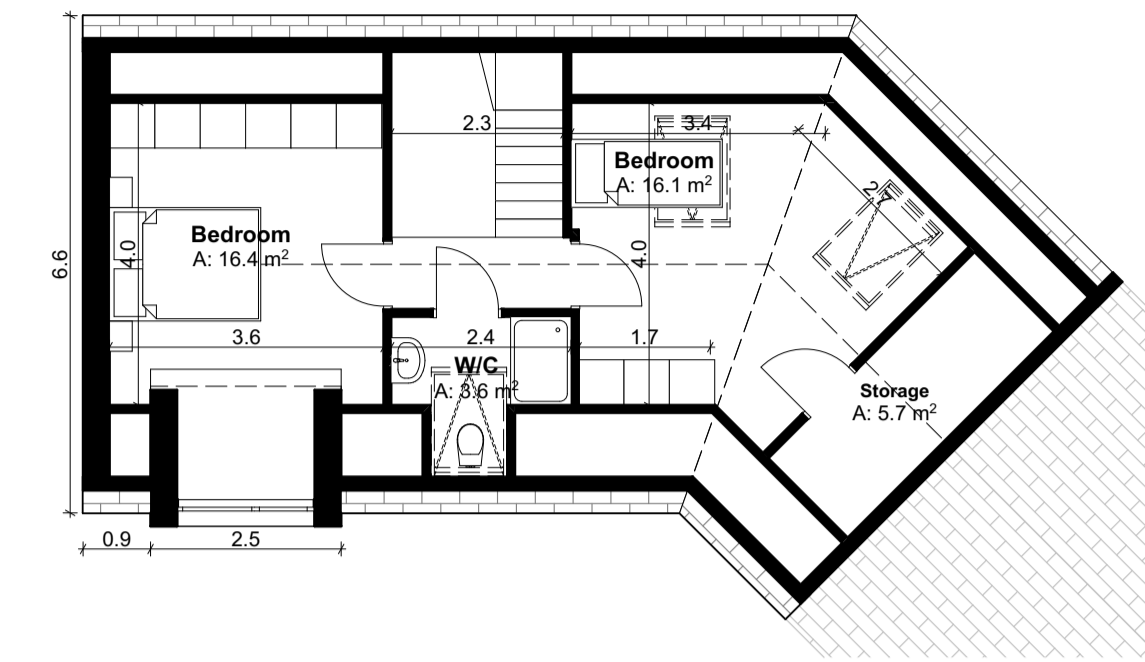 2.3
3.4
Bedroom
A: 16.1 m²
2.7
Bedroom
A: 16.4 m²
4.0
4.0
6.6
3.6
2.4
1.7
W/C
A: 3.6 m²
Storage
A: 5.7 m²
0.9
2.5